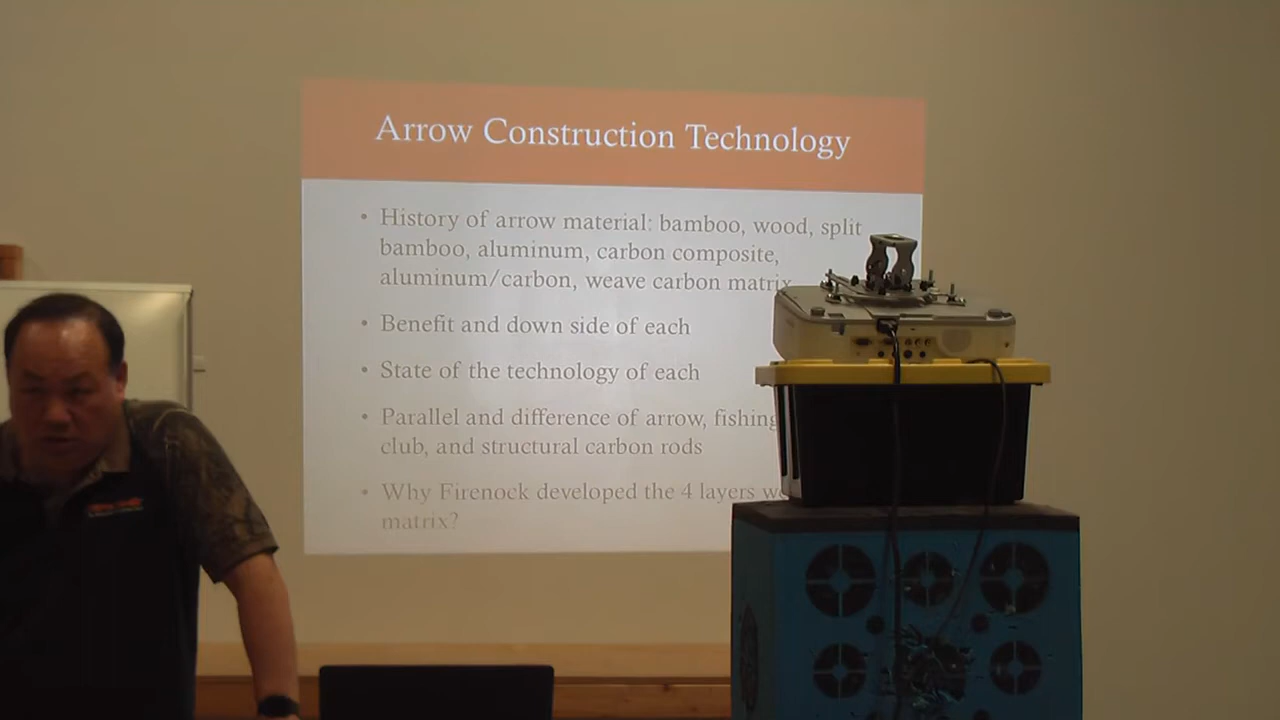 Arrow Construction Technology
• History of arrow material: bamboo, wood, split
bamboo, aluminum, carbon composite,
aluminum/carbon, weave carbon matrix
• Benefit and down side of each
• State of the technology of each
• Parallel and difference of arrow, fishing
club, and structural carbon rods
• Why Firenock developed the 4 layers
matrix?